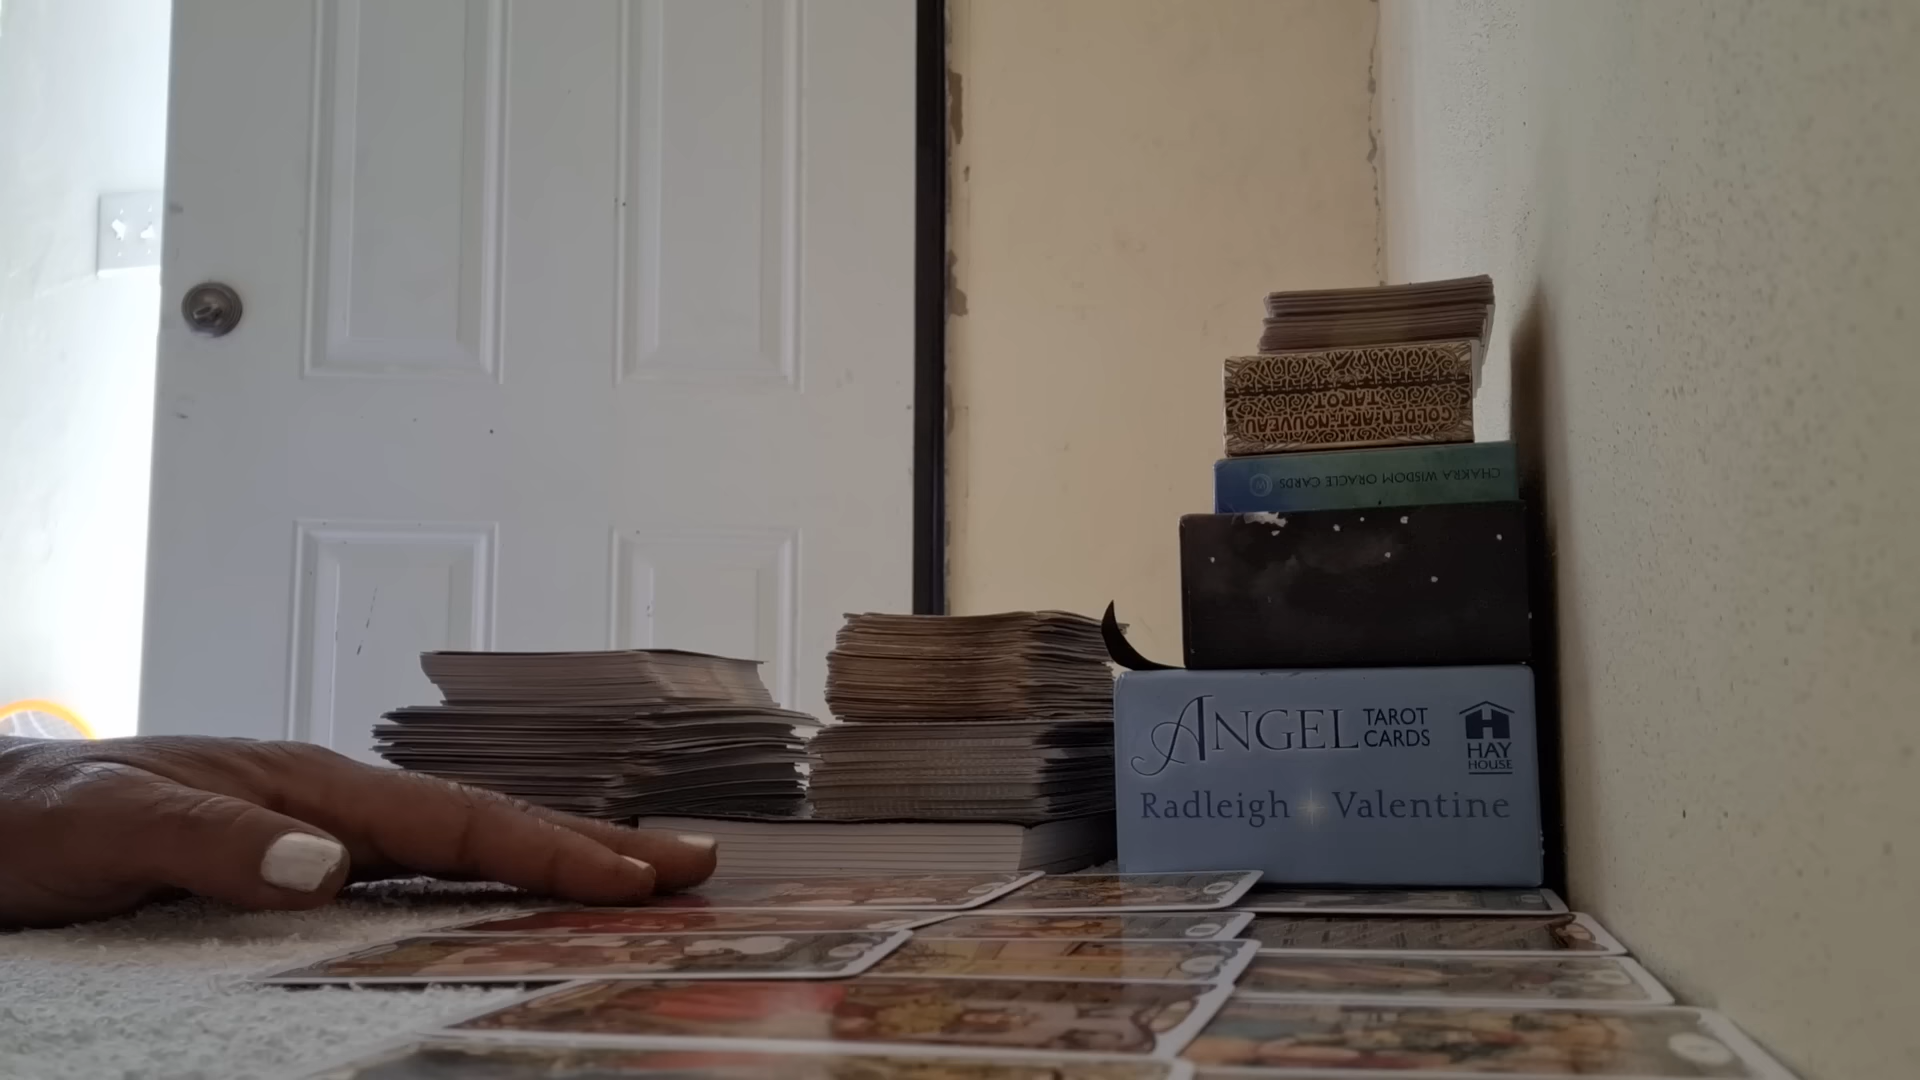 GOLDEN ART NOUVEAU
TAROT
CHAKRA WISDOM ORACLE CARDS
ANGEL TAROT
CARDS
HAY
HOUSE
Radleigh Valentine